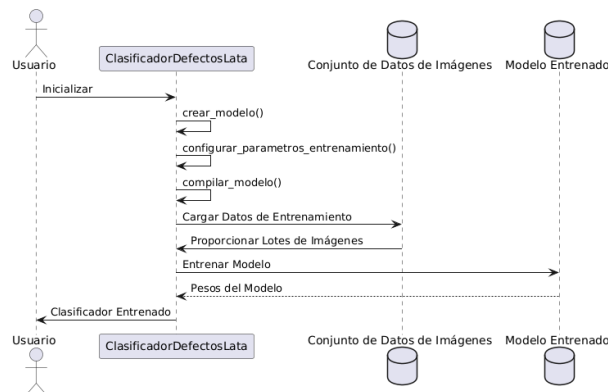 Usuario
ClasificadorDefectosLata
Conjunto de Datos de Imágenes
Modelo Entrenado
Inicializar
crear_modelo()
configurar_parametros_entrenamiento()
compilar_modelo()
Cargar Datos de Entrenamiento
Proporcionar Lotes de Imágenes
Entrenar Modelo
Pesos del Modelo
Clasificador Entrenado
Usuario
ClasificadorDefectosLata
Conjunto de Datos de Imágenes
Modelo Entrenado